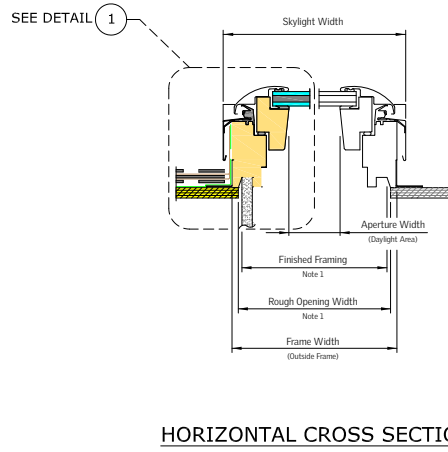 SEE DETAIL 1
Skylight Width
Aperture Width
(Daylight Area)
Finished Framing
Note 1
Rough Opening Width
Note 1
Frame Width
(Outside Frame)
HORIZONTAL CROSS SECTIO